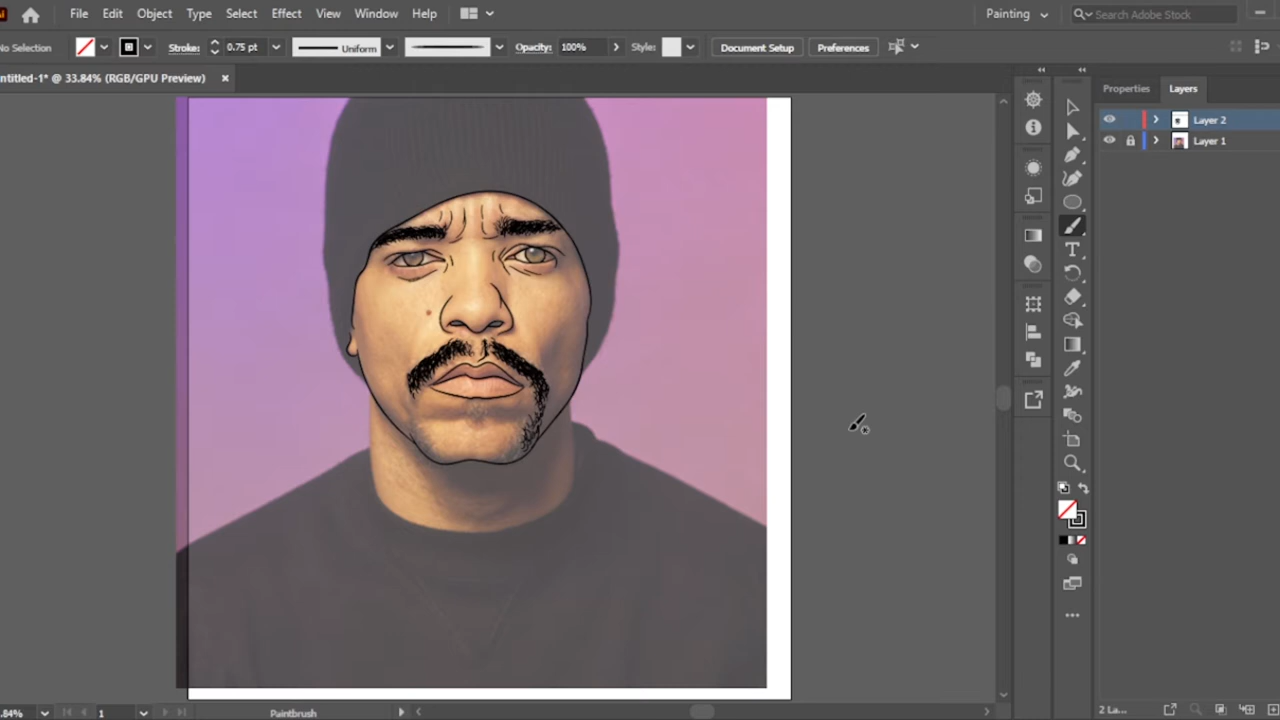 File Edit Object Type Select Effect View Window Help
Painting
Search Adobe Stock
No Selection
Stroke: 0.75 pt
Uniform
Opacity: 100%
Style:
Document Setup
Preferences
ntitled-1* @ 33.84% (RGB/GPU Preview) ×
Properties Layers
Layer 2
Layer 1
.84%
1
Paintbrush
2 La...